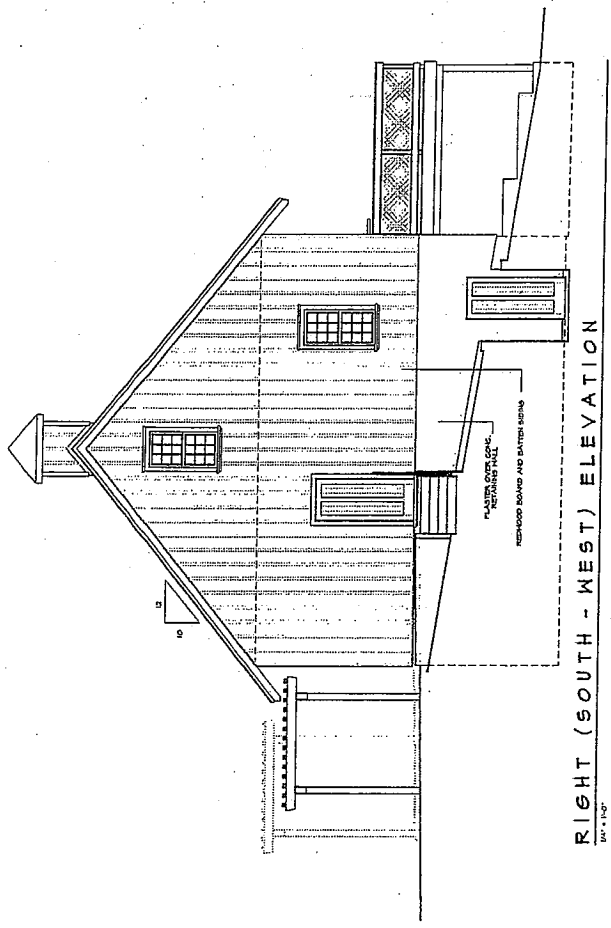 12
10
PLASTER OVER CONC.
RETAINING WALL
REDWOOD BOARD AND BATTEN SIDING
RIGHT (SOUTH - WEST) ELEVATION
1/4" = 1'-0"